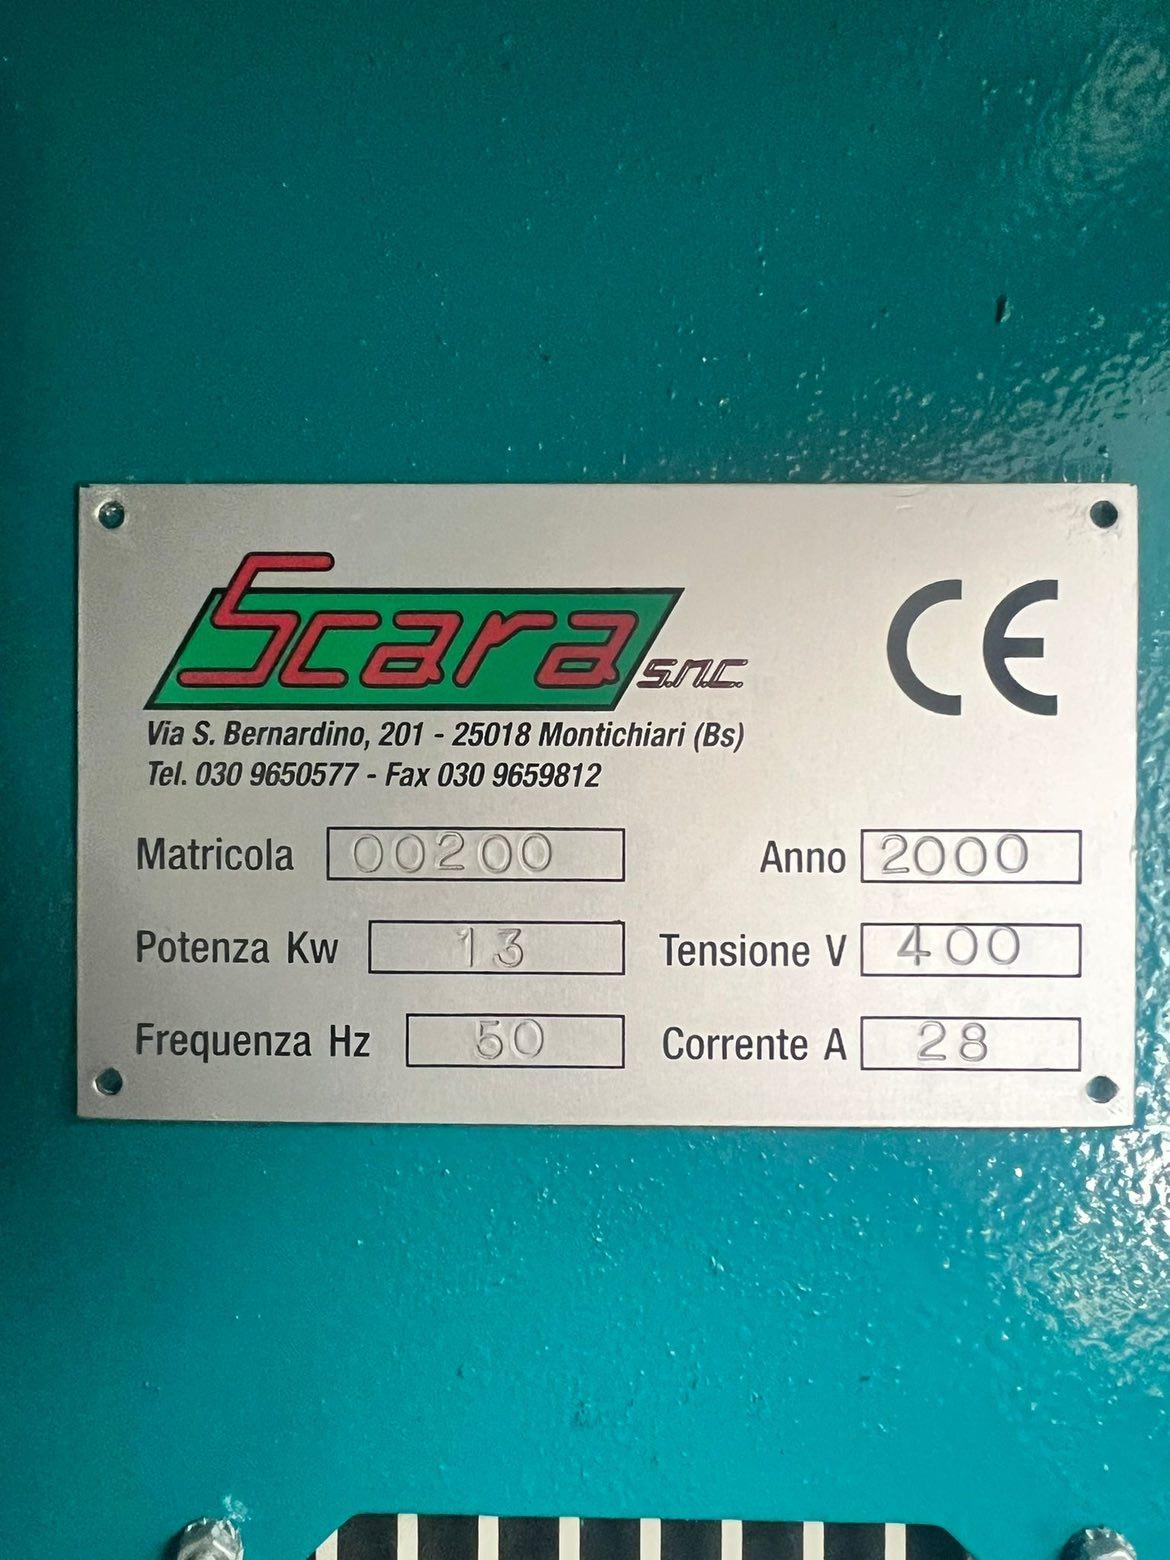 Scara s.n.c.
CE
Via S. Bernardino, 201 - 25018 Montichiari (Bs)
Tel. 030 9650577 - Fax 030 9659812
Matricola 00200 Anno 2000
Potenza Kw 13 Tensione V 400
Frequenza Hz 50 Corrente A 28